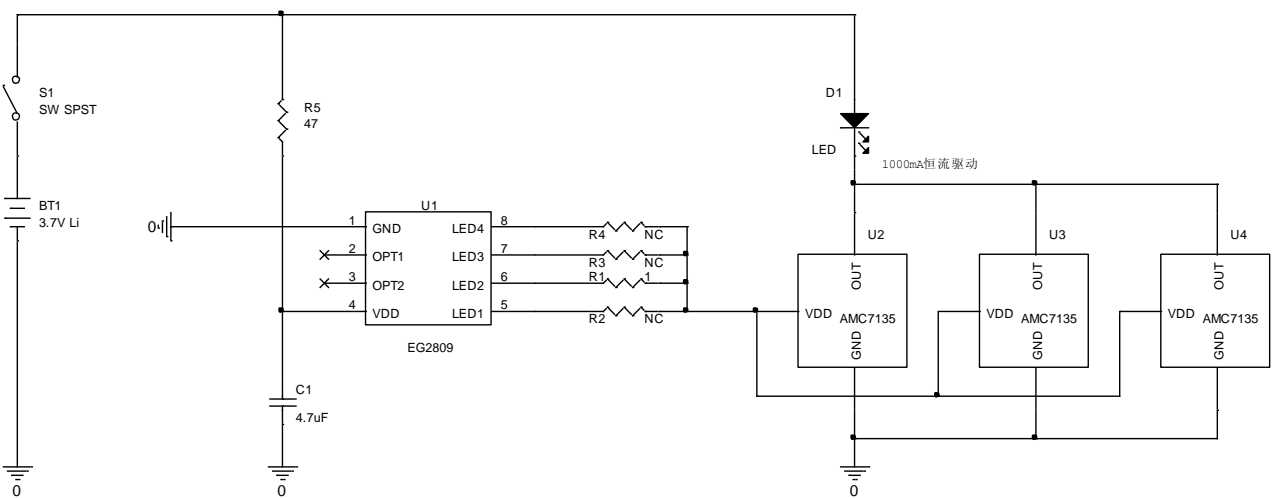 S1
SW SPST
R5
47
D1
LED
1000mA恒流驱动
BT1
3.7V Li
0
U1
1
GND
LED4
8
R4
NC
2
OPT1
LED3
7
R3
NC
3
OPT2
LED2
6
R1
1
4
VDD
LED1
5
R2
NC
EG2809
U2
OUT
VDD
AMC7135
GND
U3
OUT
VDD
AMC7135
GND
U4
OUT
VDD
AMC7135
GND
C1
4.7uF
0
0
0